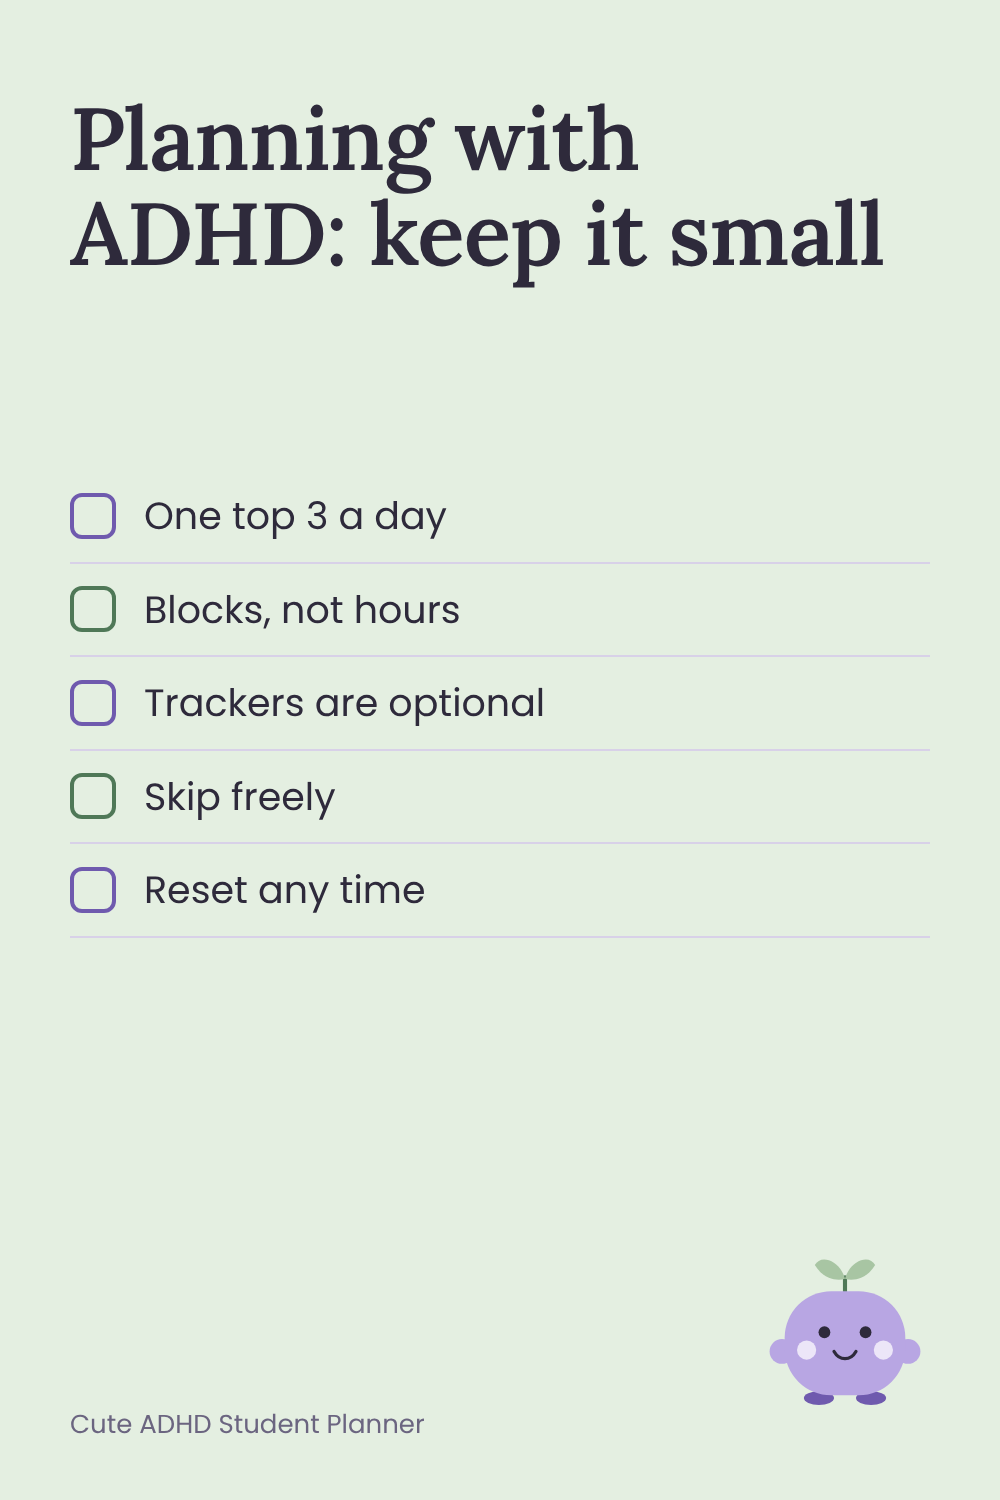 Planning with
ADHD: keep it small
One top 3 a day
Blocks, not hours
Trackers are optional
Skip freely
Reset any time
Cute ADHD Student Planner